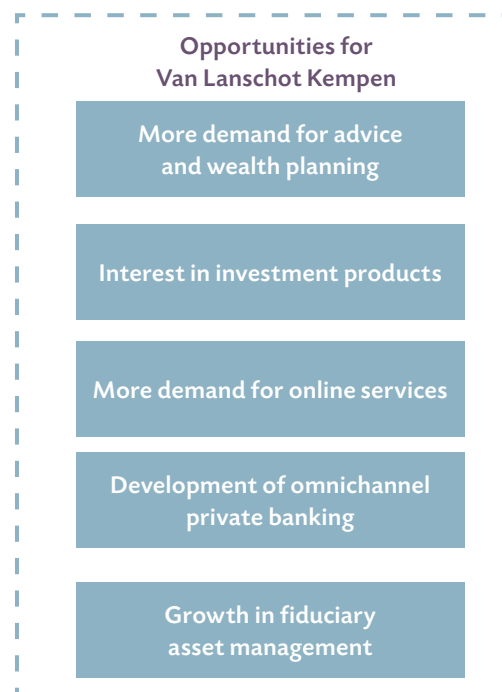 Opportunities for
Van Lanschot Kempen
More demand for advice
and wealth planning
Interest in investment products
More demand for online services
Development of omnichannel
private banking
Growth in fiduciary
asset management